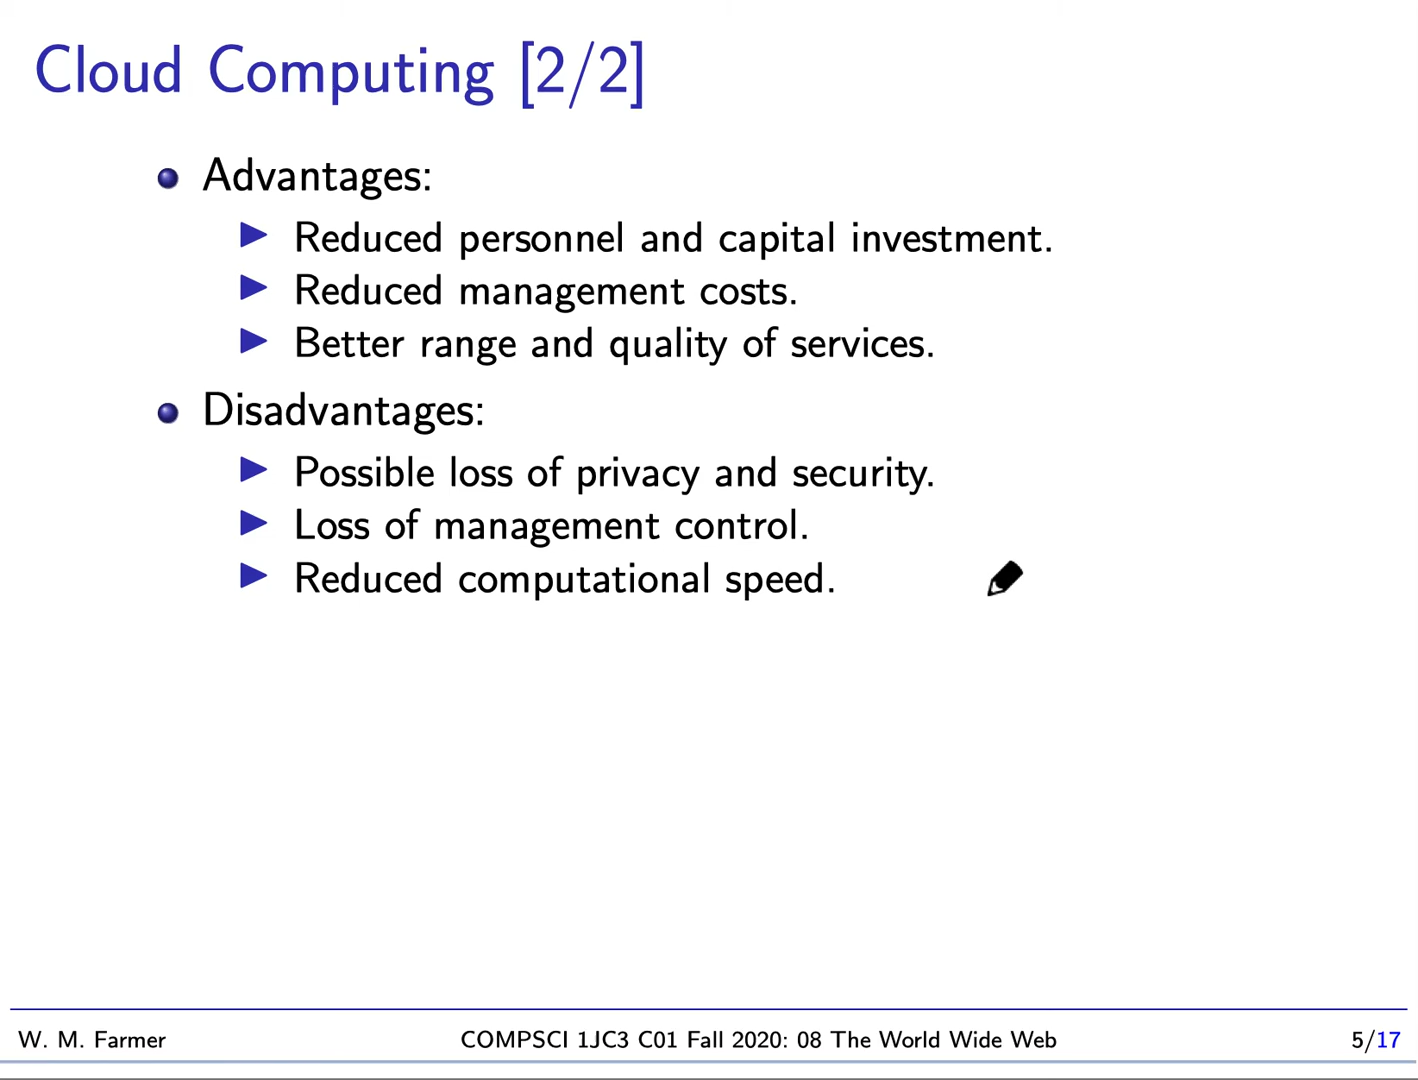 Cloud Computing [2/2]
Advantages:
Reduced personnel and capital investment.
Reduced management costs.
Better range and quality of services.
Disadvantages:
Possible loss of privacy and security.
Loss of management control.
Reduced computational speed.
W. M. Farmer COMPSCI 1JC3 C01 Fall 2020: 08 The World Wide Web 5/17